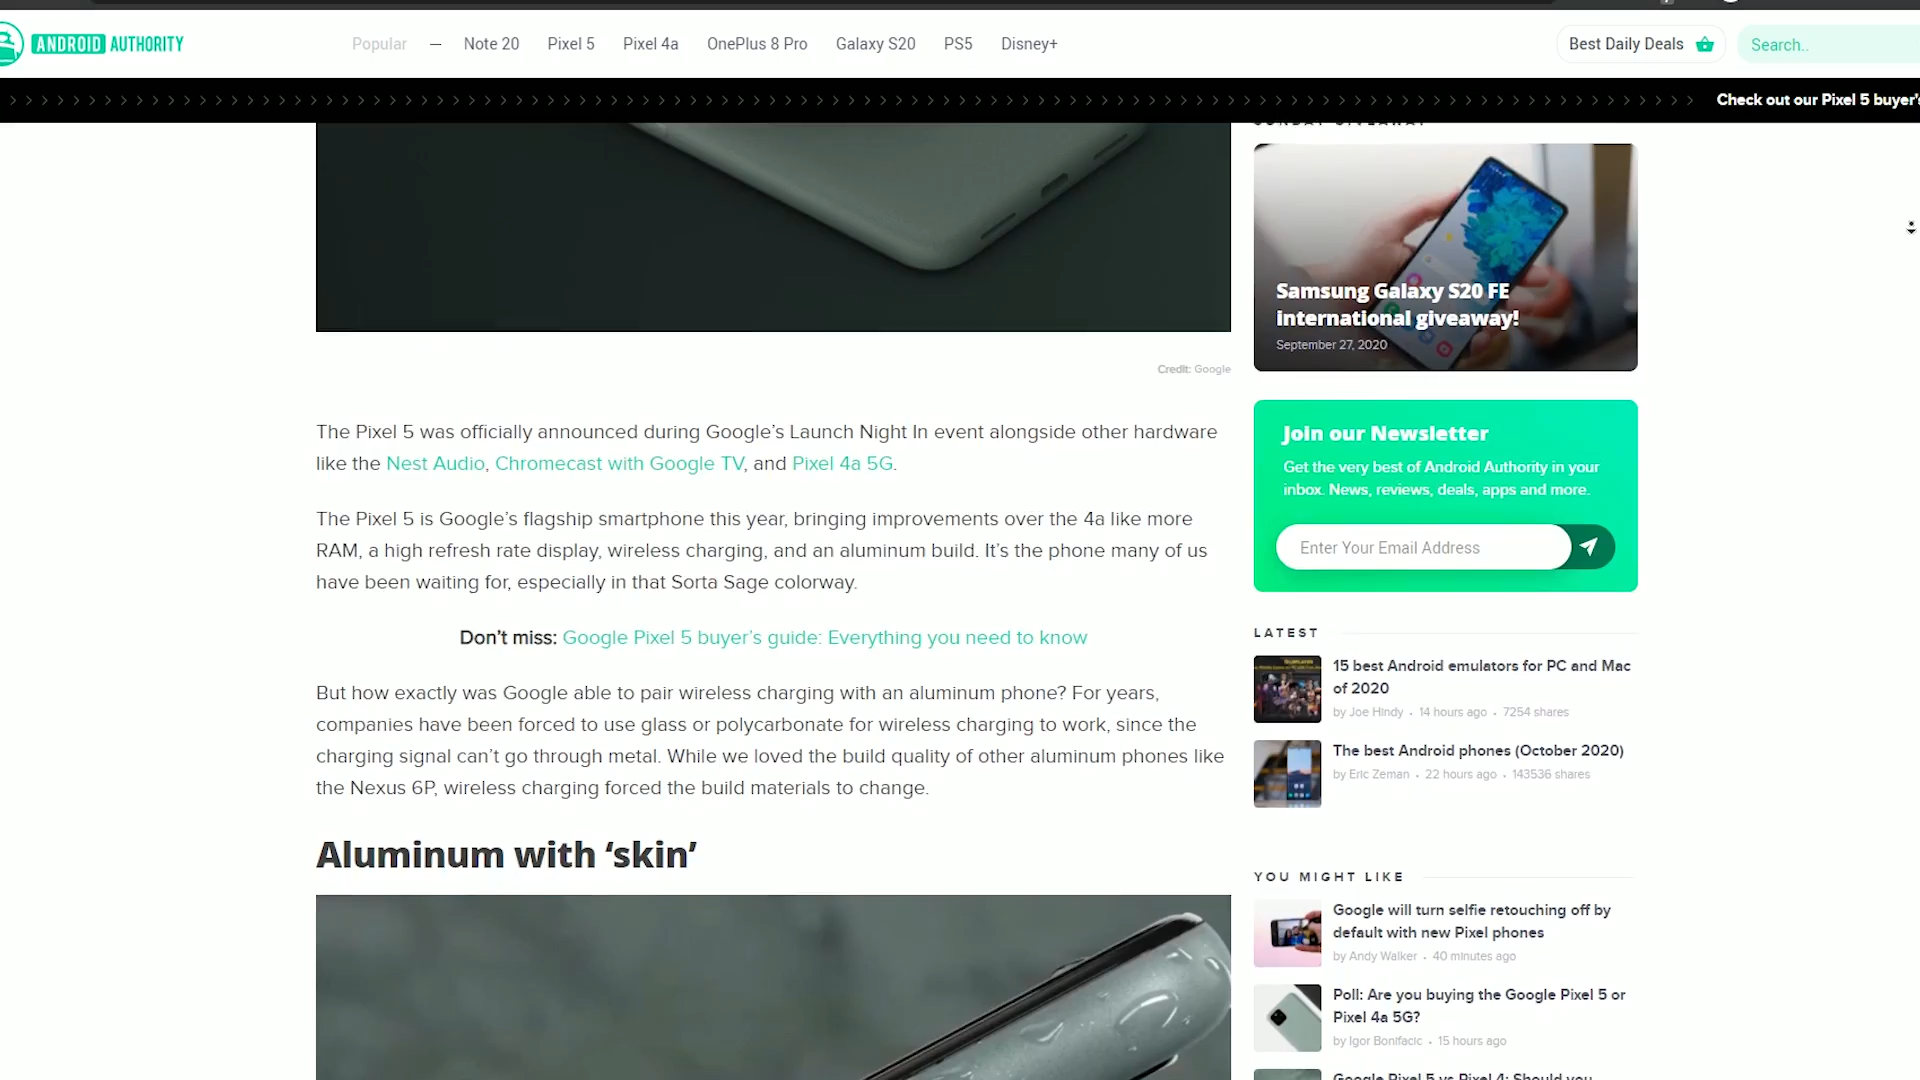 ANDROID AUTHORITY
Popular — Note 20 Pixel 5 Pixel 4a OnePlus 8 Pro Galaxy S20 PS5 Disney+
Best Daily Deals
Search..
Check out our Pixel 5 buyer's
Samsung Galaxy S20 FE
international giveaway!
September 27, 2020
Credit: Google
The Pixel 5 was officially announced during Google’s Launch Night In event alongside other hardware
like the Nest Audio, Chromecast with Google TV, and Pixel 4a 5G.
The Pixel 5 is Google’s flagship smartphone this year, bringing improvements over the 4a like more
RAM, a high refresh rate display, wireless charging, and an aluminum build. It’s the phone many of us
have been waiting for, especially in that Sorta Sage colorway.
Don’t miss: Google Pixel 5 buyer’s guide: Everything you need to know
But how exactly was Google able to pair wireless charging with an aluminum phone? For years,
companies have been forced to use glass or polycarbonate for wireless charging to work, since the
charging signal can’t go through metal. While we loved the build quality of other aluminum phones like
the Nexus 6P, wireless charging forced the build materials to change.
Aluminum with ‘skin’
Join our Newsletter
Get the very best of Android Authority in your
inbox. News, reviews, deals, apps and more.
Enter Your Email Address
LATEST
15 best Android emulators for PC and Mac
of 2020
by Joe Hindy • 14 hours ago • 7254 shares
The best Android phones (October 2020)
by Eric Zeman • 22 hours ago • 143536 shares
YOU MIGHT LIKE
Google will turn selfie retouching off by
default with new Pixel phones
by Andy Walker • 40 minutes ago
Poll: Are you buying the Google Pixel 5 or
Pixel 4a 5G?
by Igor Bonifacic • 15 hours ago
Google Pixel 5 vs Pixel 4: Should you